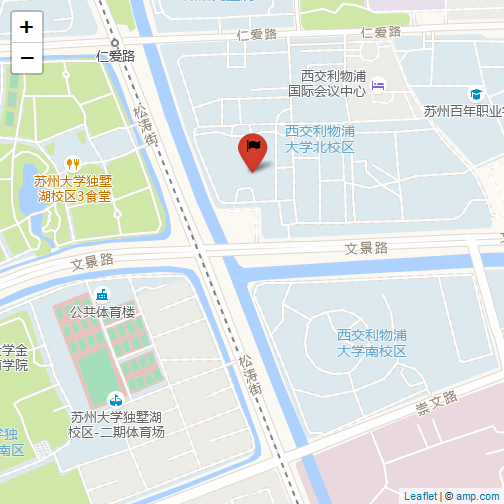 +
−
仁爱路
仁爱路
仁爱路
松涛街
西交利物浦
国际会议中心
苏州百年职业
西交利物浦
大学北校区
苏州大学独墅
湖校区3食堂
文景路
文景路
公共体育楼
西交利物浦
大学南校区
学金
学院
松涛街
崇文路
苏州大学独墅湖
校区-二期体育场
学独
南区
Leaflet | © amp.com